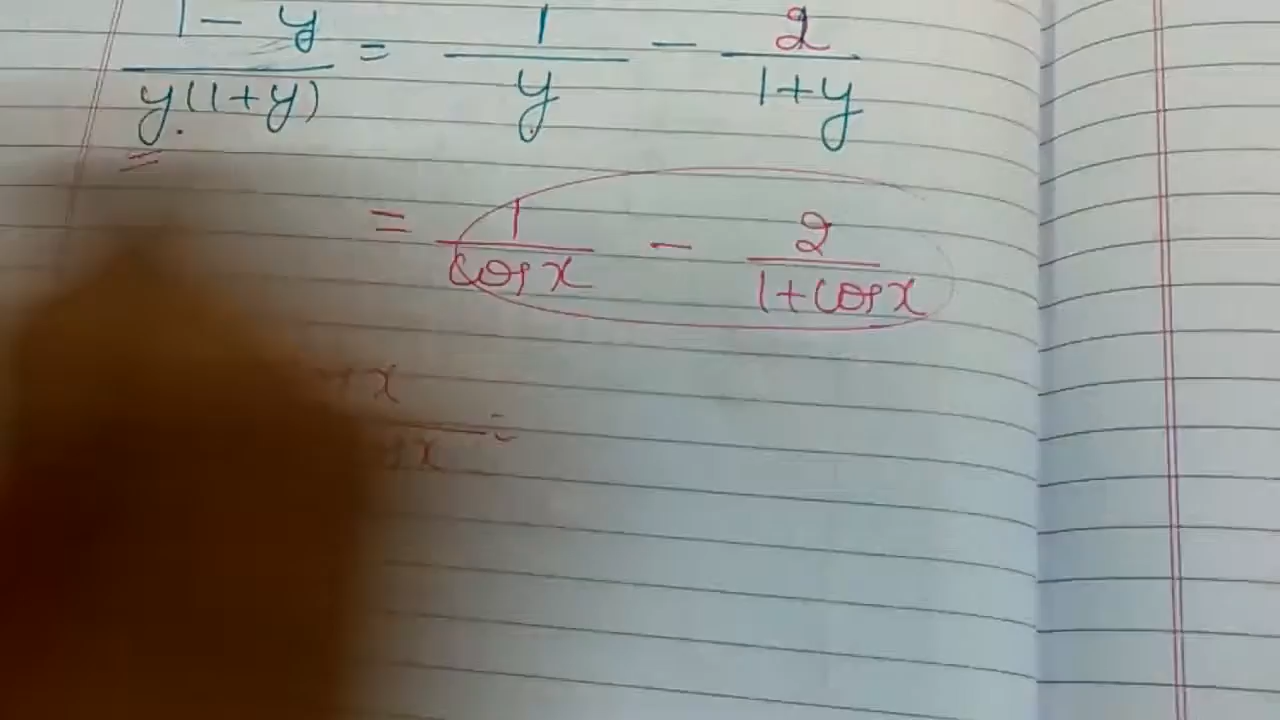 1 - y / y(1+y) = 1 / y - 2 / 1+y
= 1 / cos x - 2 / 1+cos x
x / x =